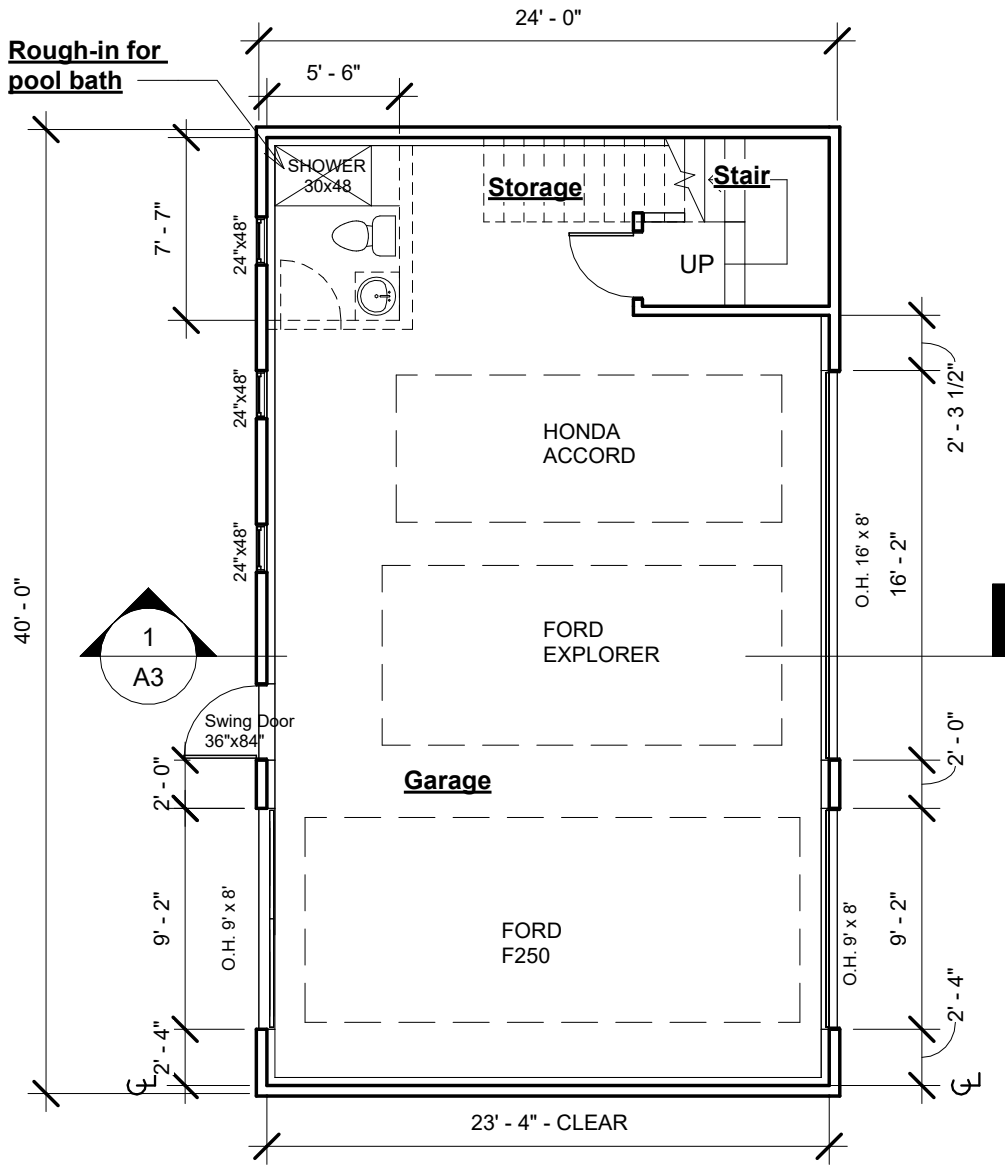 24' - 0"
Rough-in for
pool bath
5' - 6"
SHOWER
30x48
Storage
Stair
7' - 7"
24"x48"
UP
2' - 3 1/2"
24"x48"
HONDA
ACCORD
O.H. 16' x 8'
16' - 2"
24"x48"
40' - 0"
FORD
EXPLORER
1
A3
Swing Door
36"x84"
2' - 0"
2' - 0"
Garage
9' - 2"
O.H. 9' x 8'
FORD
F250
O.H. 9' x 8'
9' - 2"
2' - 4"
2' - 4"
CL
CL
23' - 4" - CLEAR